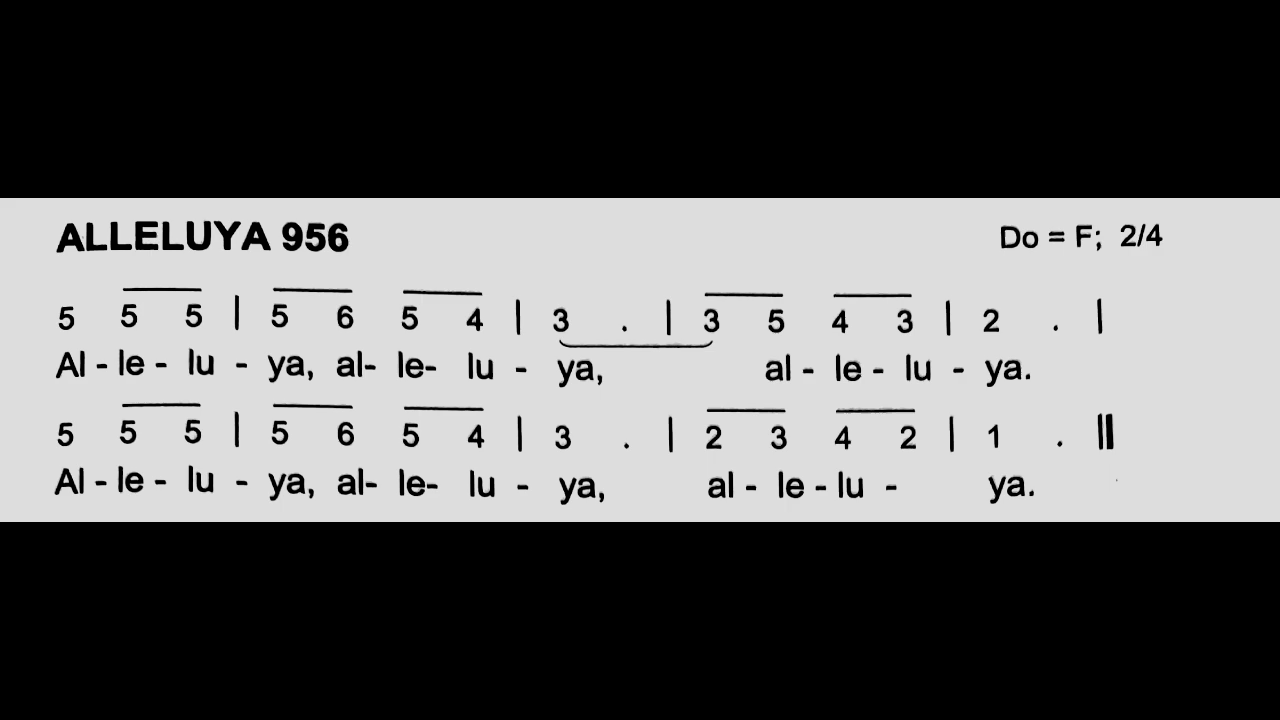 ALLELUYA 956 Do = F; 2/4
5 5 5 | 5 6 5 4 | 3 . | 3 5 4 3 | 2 . |
Al - le - lu - ya, al- le- lu - ya, al - le - lu - ya.
5 5 5 | 5 6 5 4 | 3 . | 2 3 4 2 | 1 . ||
Al - le - lu - ya, al- le- lu - ya, al - le - lu - ya.